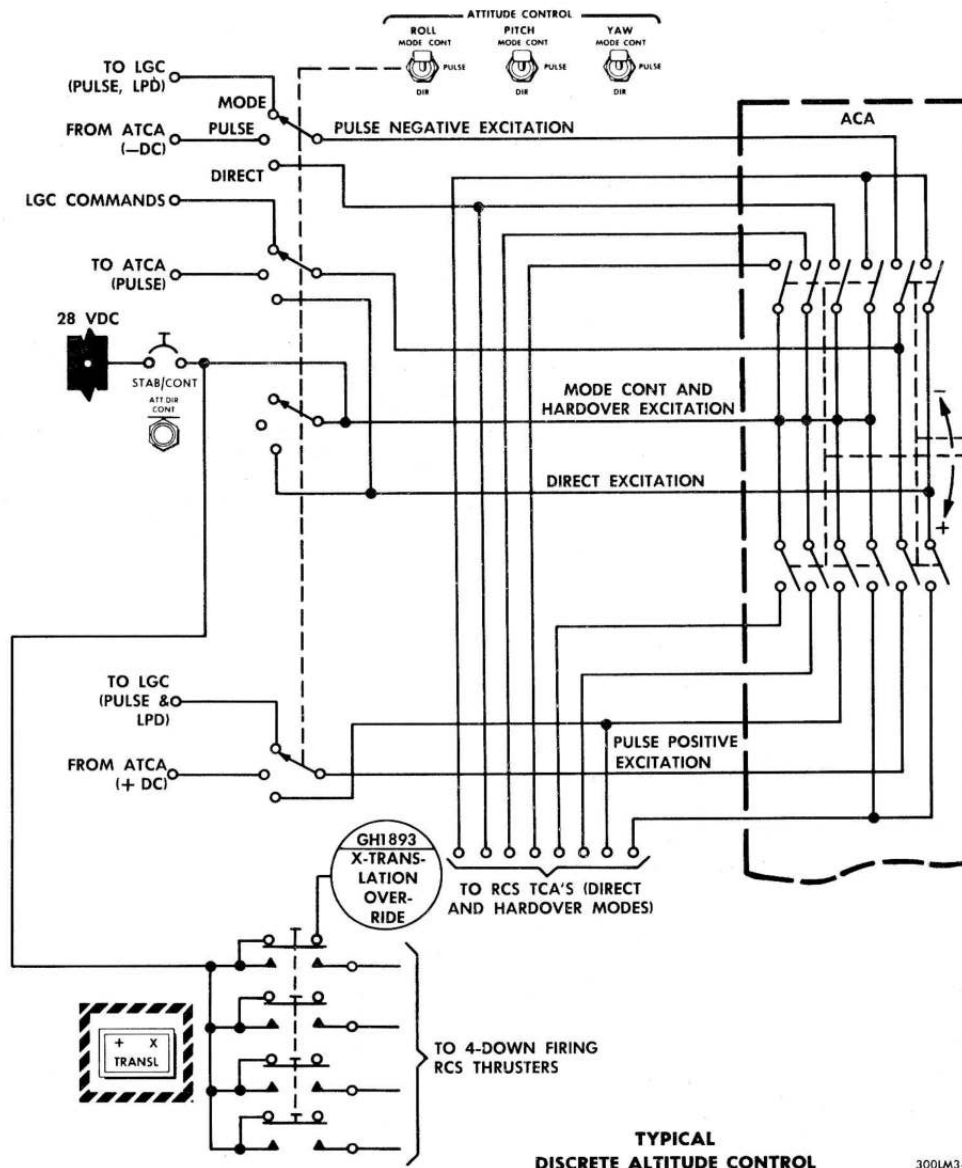 ATTITUDE CONTROL
ROLL PITCH YAW
MODE CONT MODE CONT MODE CONT
PULSE PULSE PULSE
DIR DIR DIR
TO LGC
(PULSE, LPD)
MODE
FROM ATCA
(—DC)
PULSE
PULSE NEGATIVE EXCITATION
ACA
DIRECT
LGC COMMANDS
TO ATCA
(PULSE)
28 VDC
STAB/CONT
ATT DIR
CONT
MODE CONT AND
HARDOVER EXCITATION
−
DIRECT EXCITATION
+
TO LGC
(PULSE &
LPD)
PULSE POSITIVE
EXCITATION
FROM ATCA
(+ DC)
GH1893
X-TRANS-
LATION
OVER-
RIDE
TO RCS TCA'S (DIRECT
AND HARDOVER MODES)
+ X
TRANSL
TO 4-DOWN FIRING
RCS THRUSTERS
TYPICAL
DISCRETE ALTITUDE CONTROL
300LM3-